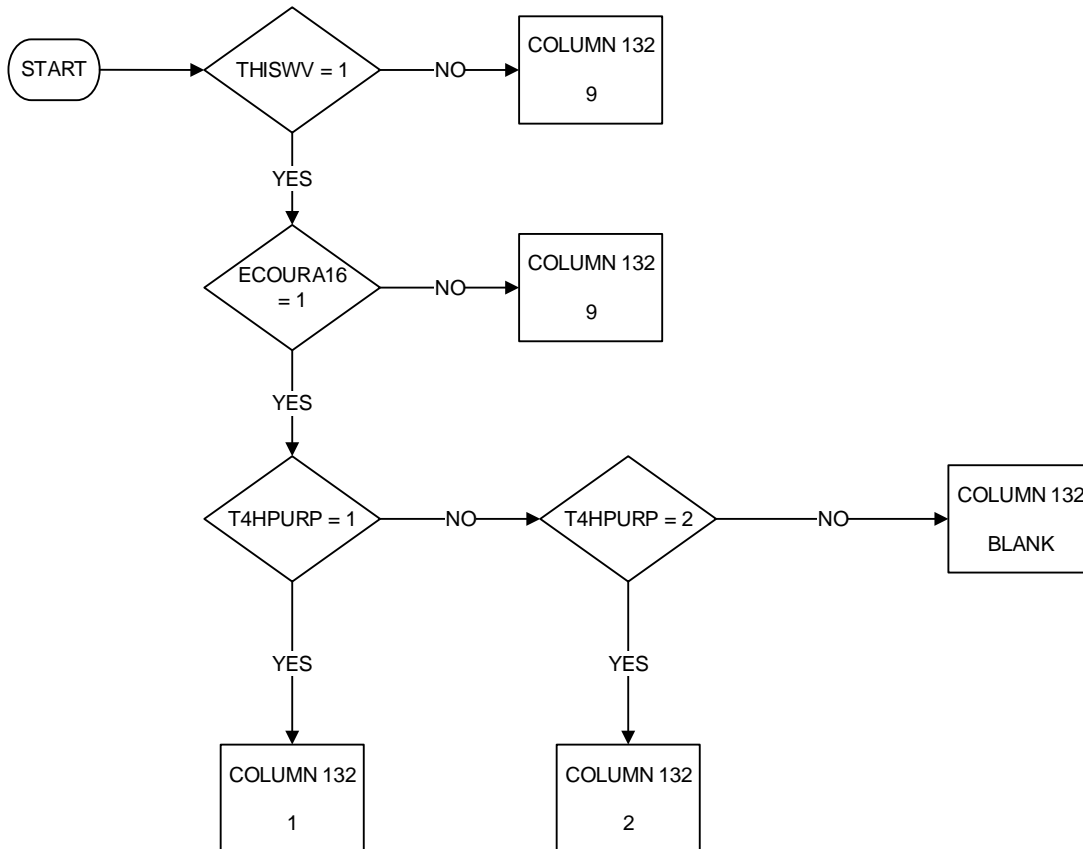 START
THISWV = 1
NO
COLUMN 132
9
YES
ECOURA16
= 1
NO
COLUMN 132
9
YES
T4HPURP = 1
NO
T4HPURP = 2
NO
COLUMN 132
BLANK
YES
YES
COLUMN 132
1
COLUMN 132
2